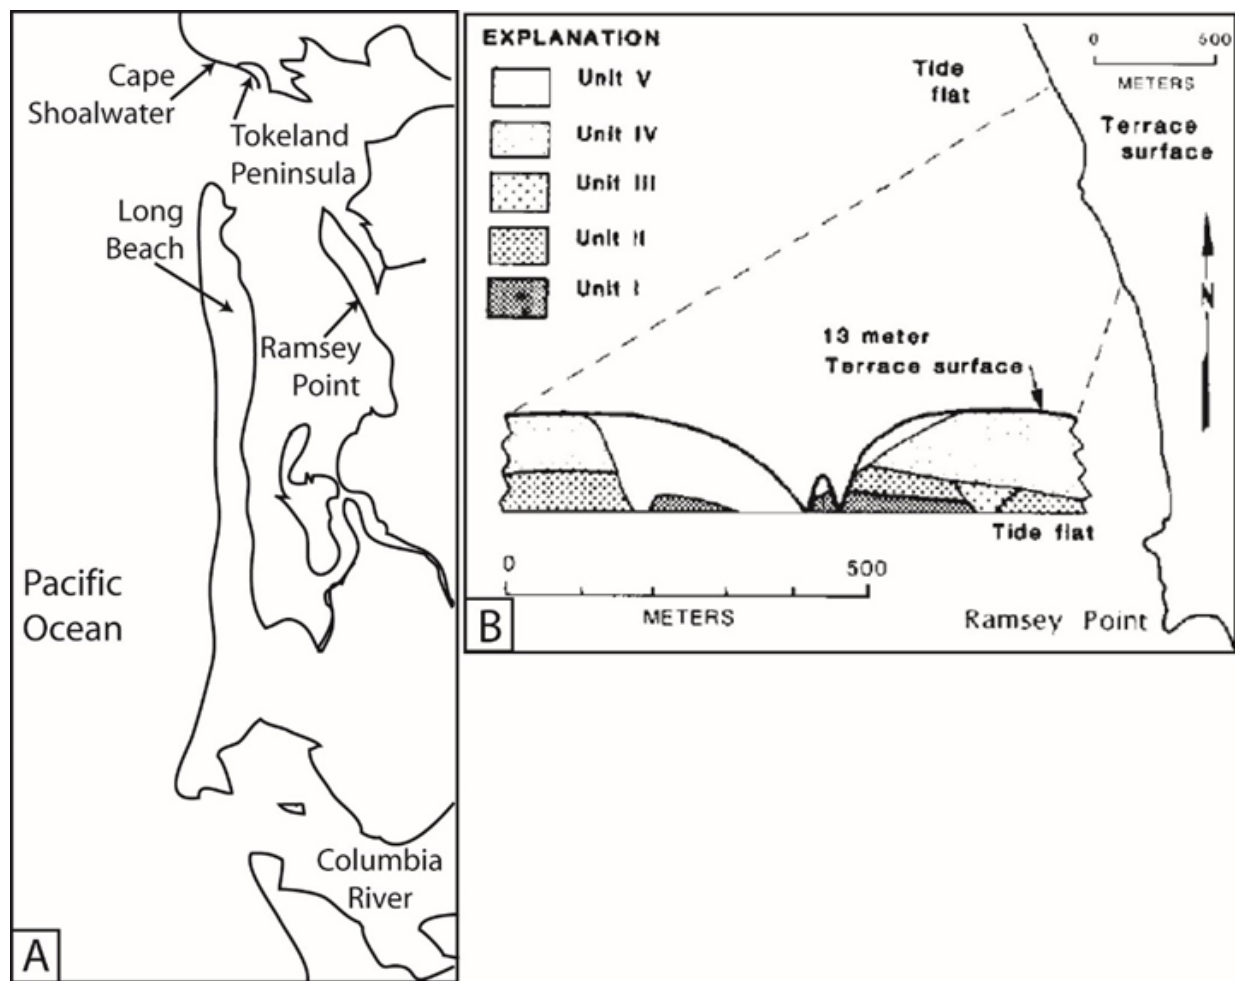 Cape
Shoalwater
Tokeland
Peninsula
Long
Beach
Ramsey
Point
Pacific
Ocean
Columbia
River
A
EXPLANATION
Unit V
Unit IV
Unit III
Unit II
Unit I
Tide
flat
0 600
METERS
Terrace
surface
N
13 meter
Terrace surface
Tide flat
0 500
METERS
Ramsey Point
B